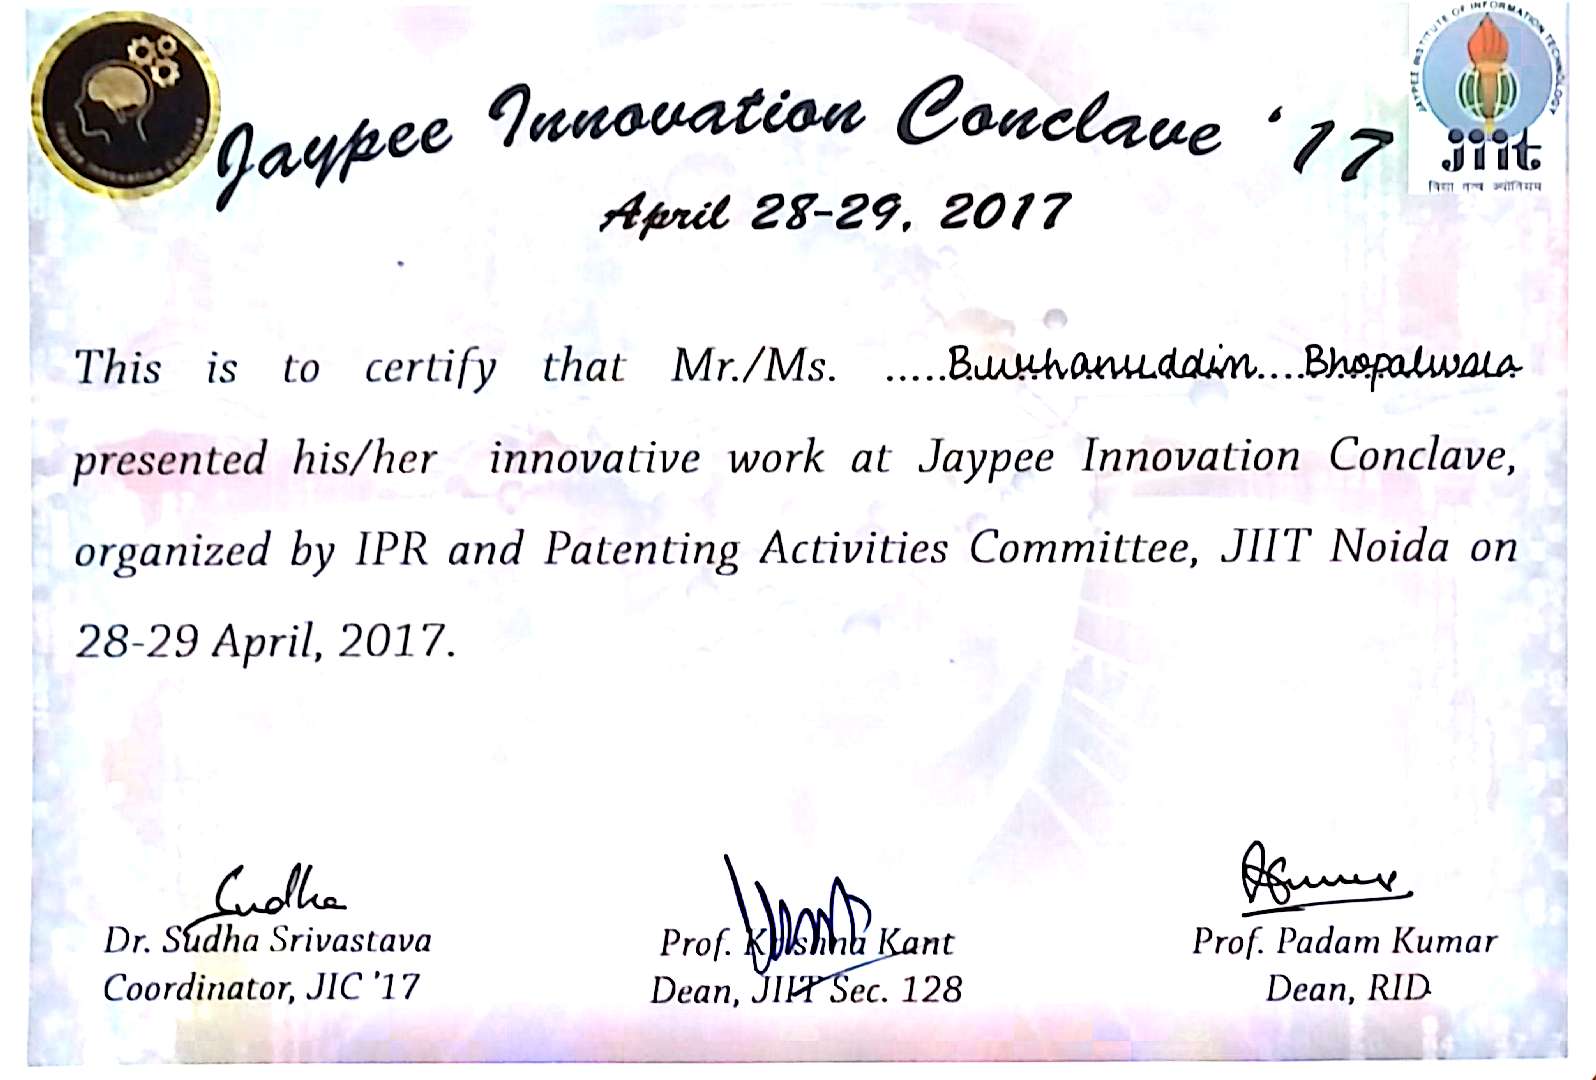 Jaypee Innovation Conclave '17
JAYPEE INSTITUTE OF INFORMATION TECHNOLOGY
jiit
विद्या तत्व ज्योतिसमः
April 28-29, 2017
This is to certify that Mr./Ms. .....Burhanuddin....Bhopalwala
presented his/her innovative work at Jaypee Innovation Conclave,
organized by IPR and Patenting Activities Committee, JIIT Noida on
28-29 April, 2017.
Sudha
Dr. Sudha Srivastava
Coordinator, JIC '17
Prof. Krishna Kant
Dean, JIIT Sec. 128
Prof. Padam Kumar
Dean, RID